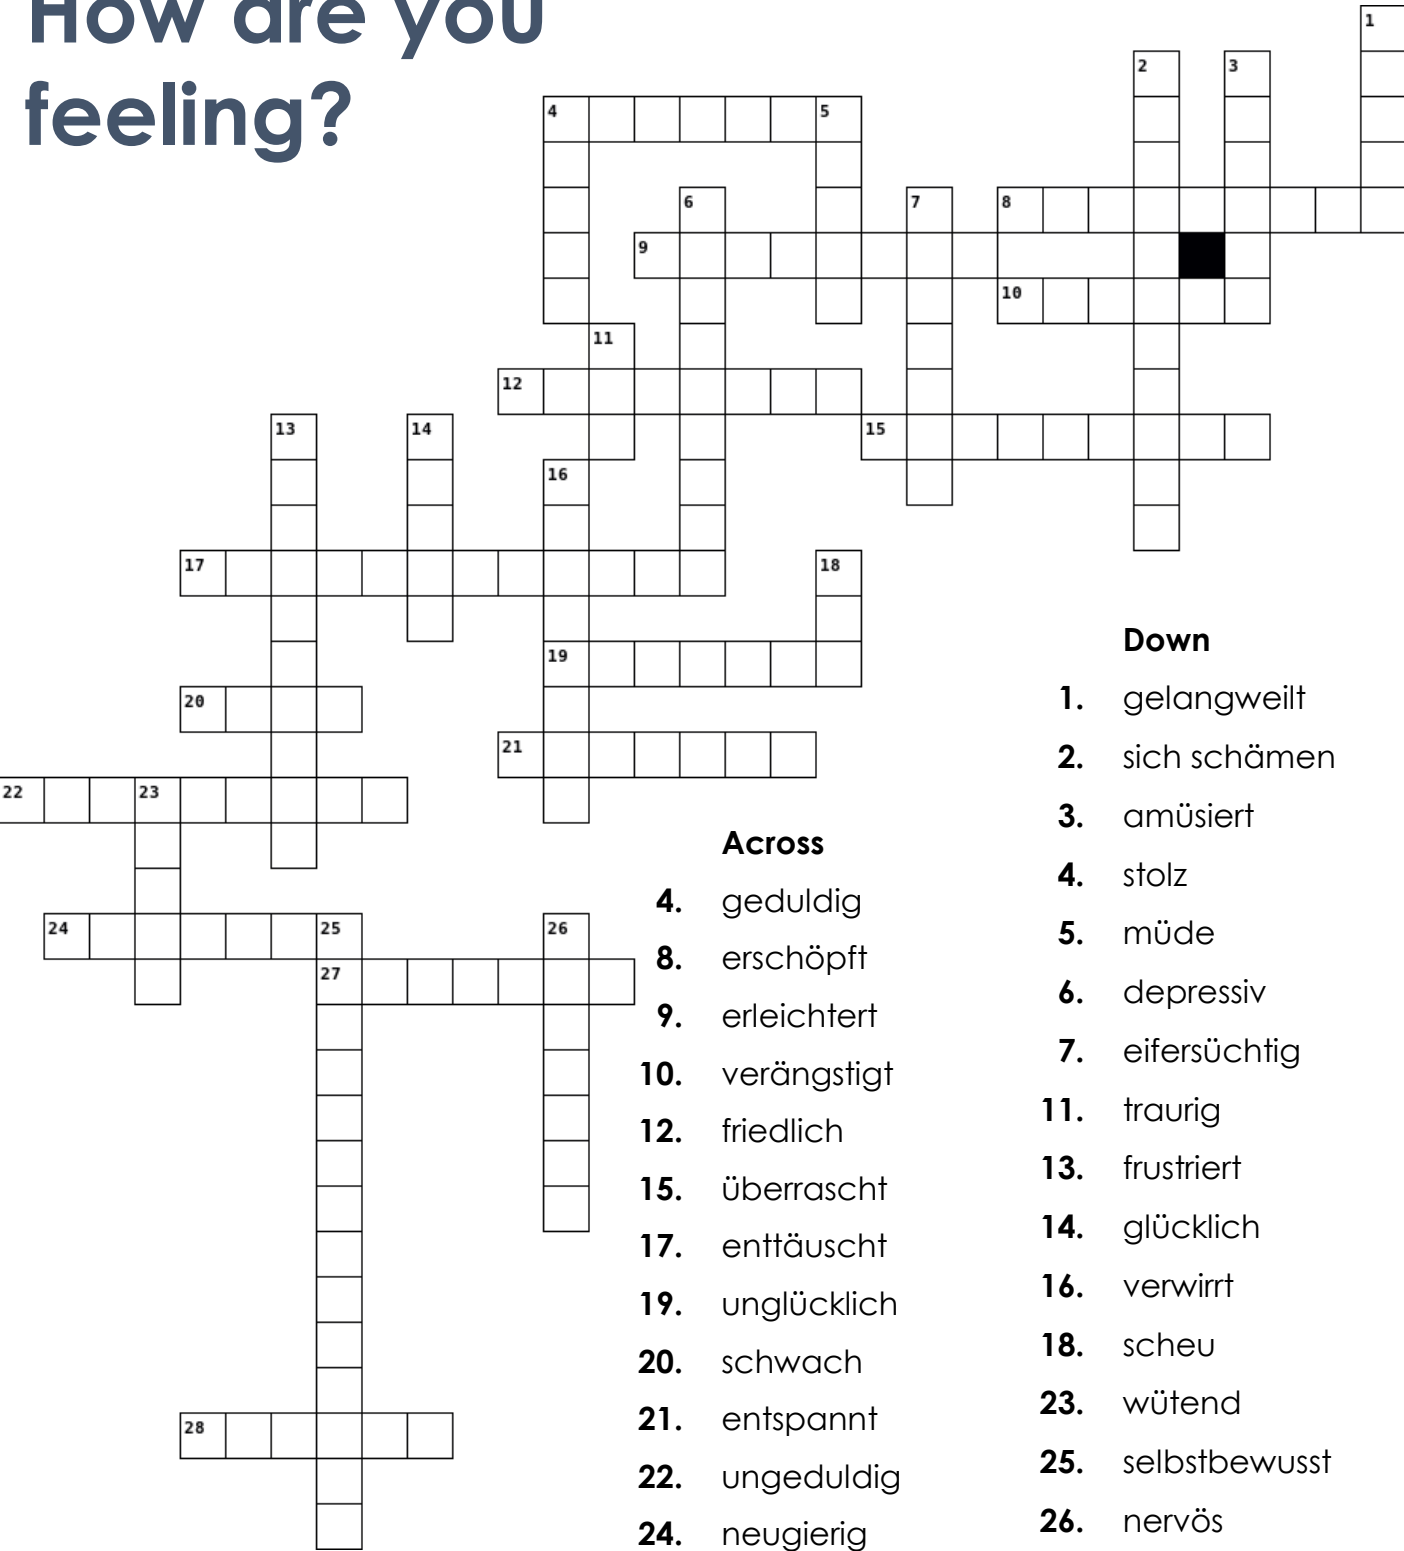 How are you
feeling?
1
2
3
4
5
6
7
8
9
10
11
12
13
14
15
16
17
18
19
20
21
22
23
24
25
26
27
28
Across
4. geduldig
8. erschöpft
9. erleichtert
10. verängstigt
12. friedlich
15. überrascht
17. enttäuscht
19. unglücklich
20. schwach
21. entspannt
22. ungeduldig
24. neugierig
Down
1. gelangweilt
2. sich schämen
3. amüsiert
4. stolz
5. müde
6. depressiv
7. eifersüchtig
11. traurig
13. frustriert
14. glücklich
16. verwirrt
18. scheu
23. wütend
25. selbstbewusst
26. nervös